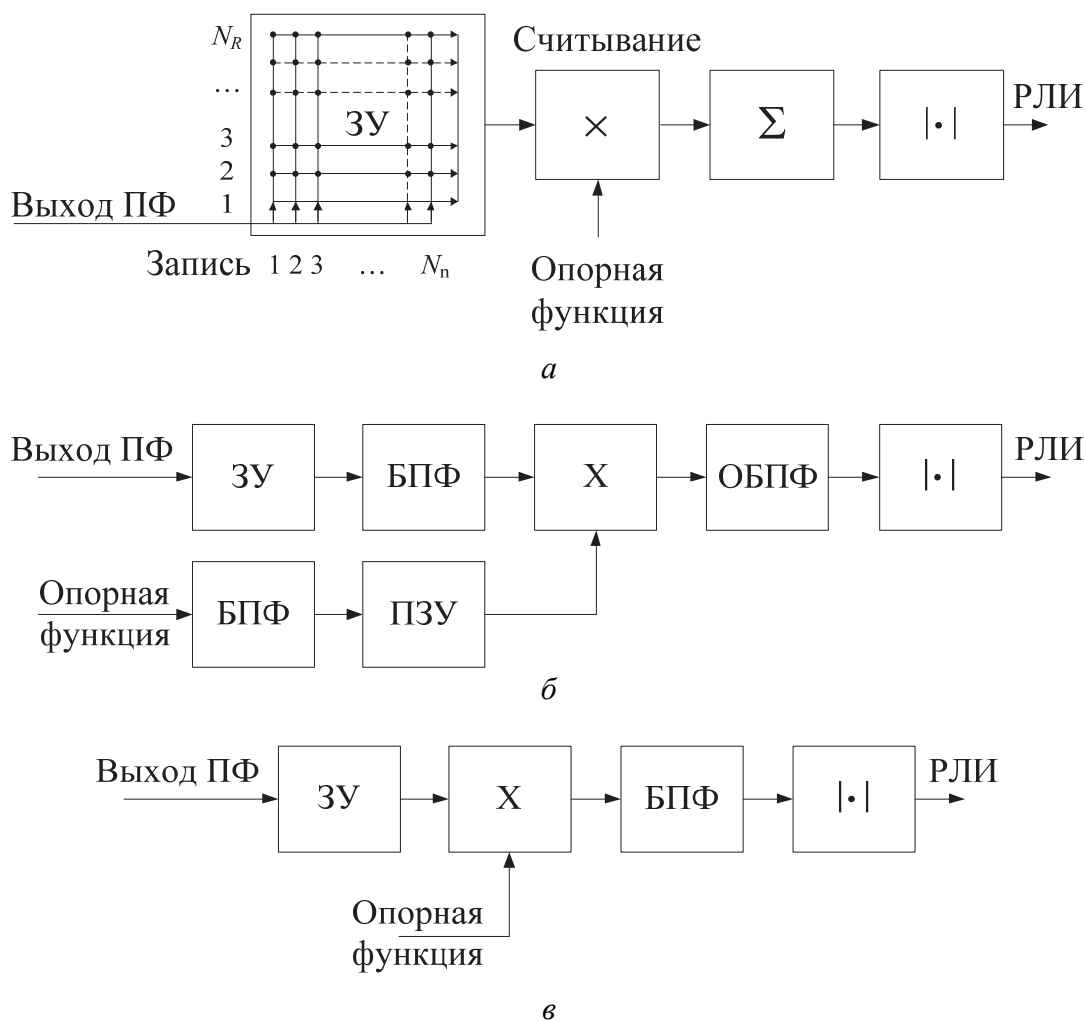 N_R
...
3
2
1
ЗУ
Выход ПФ
Запись 1 2 3 ... N_п
Считывание
×
Σ
|•|
РЛИ
Опорная
функция
а
Выход ПФ
ЗУ
БПФ
X
ОБПФ
|•|
РЛИ
Опорная
функция
БПФ
ПЗУ
б
Выход ПФ
ЗУ
X
БПФ
|•|
РЛИ
Опорная
функция
в